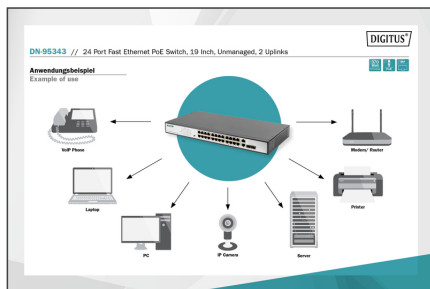 DIGITUS®
DN-95343 // 24 Port Fast Ethernet PoE Switch, 19 Inch, Unmanaged, 2 Uplinks
Anwendungsbeispiel
Example of use
VoIP Phone
Modem/ Router
Laptop
Printer
PC
IP Camera
Server